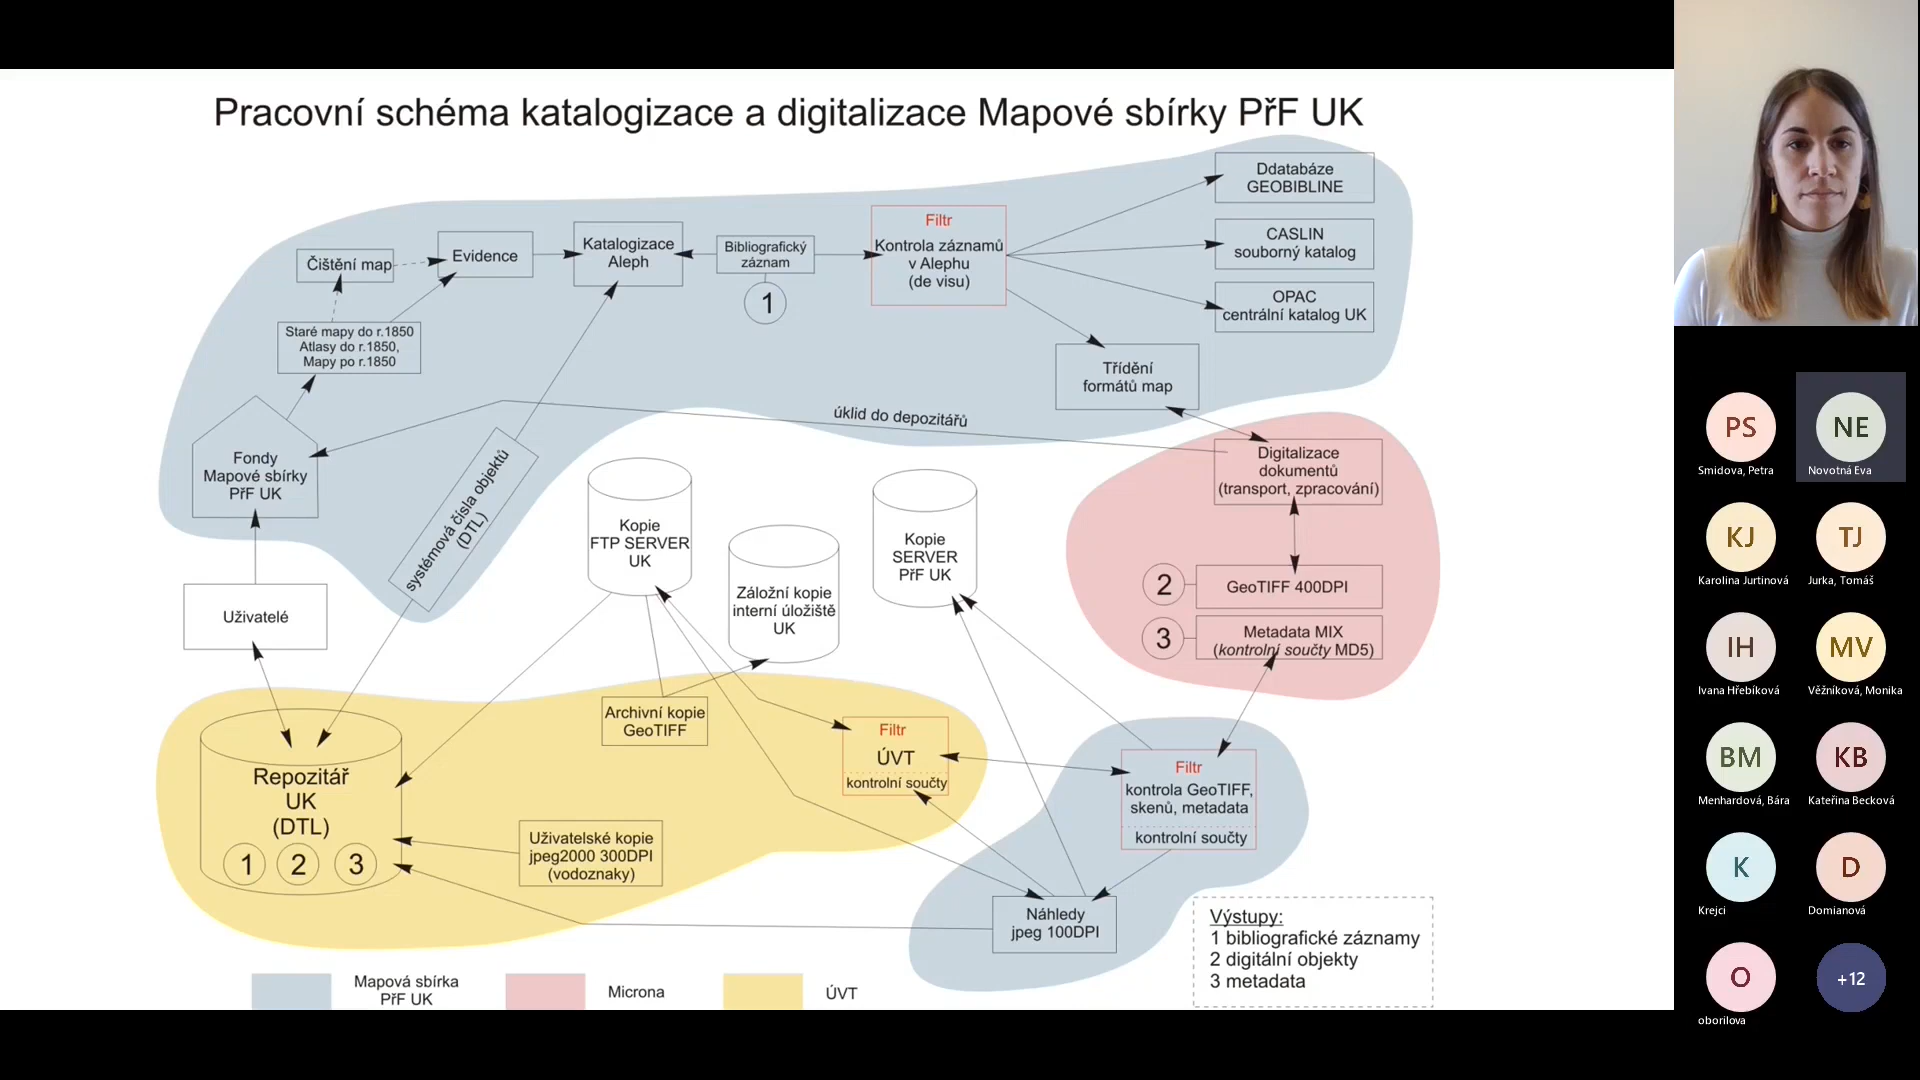 Pracovní schéma katalogizace a digitalizace Mapové sbírky PřF UK
Ddatabáze
GEOBIBLINE
CASLIN
souborný katalog
OPAC
centrální katalog UK
Filtr
Kontrola záznamů
v Alephu
(de visu)
Bibliografický
záznam
1
Katalogizace
Aleph
Evidence
Čištění map
Staré mapy do r.1850
Atlasy do r.1850,
Mapy po r.1850
Třídění
formátů map
úklid do depozitářů
Fondy
Mapové sbírky
PřF UK
systémová čísla objektů
(DTL)
Uživatelé
Kopie
FTP SERVER
UK
Záložní kopie
interní úložiště
UK
Kopie
SERVER
PřF UK
Digitalizace
dokumentů
(transport, zpracování)
2
GeoTIFF 400DPI
3
Metadata MIX
(kontrolní součty MD5)
Archivní kopie
GeoTIFF
Filtr
ÚVT
kontrolní součty
Filtr
kontrola GeoTIFF,
skenů, metadata
kontrolní součty
Repozitář
UK
(DTL)
1 2 3
Uživatelské kopie
jpeg2000 300DPI
(vodoznaky)
Náhledy
jpeg 100DPI
Výstupy:
1 bibliografické záznamy
2 digitální objekty
3 metadata
Mapová sbírka
PřF UK
Microna
ÚVT
PS
Smidova, Petra
NE
Novotná Eva
KJ
Karolina Jurtinová
TJ
Jurka, Tomáš
IH
Ivana Hřebíková
MV
Věžníková, Monika
BM
Menhardová, Bára
KB
Kateřina Becková
K
Krejci
D
Domianová
O
oborilova
+12